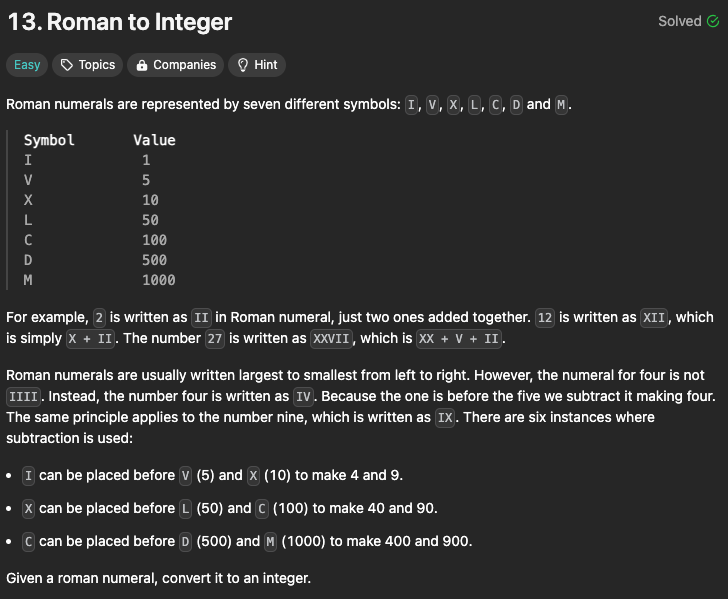 13. Roman to Integer
Solved
Easy Topics Companies Hint
Roman numerals are represented by seven different symbols: I, V, X, L, C, D and M.
Symbol Value
I 1
V 5
X 10
L 50
C 100
D 500
M 1000
For example, 2 is written as II in Roman numeral, just two ones added together. 12 is written as XII, which
is simply X + II. The number 27 is written as XXVII, which is XX + V + II.
Roman numerals are usually written largest to smallest from left to right. However, the numeral for four is not
IIII. Instead, the number four is written as IV. Because the one is before the five we subtract it making four.
The same principle applies to the number nine, which is written as IX. There are six instances where
subtraction is used:
• I can be placed before V (5) and X (10) to make 4 and 9.
• X can be placed before L (50) and C (100) to make 40 and 90.
• C can be placed before D (500) and M (1000) to make 400 and 900.
Given a roman numeral, convert it to an integer.